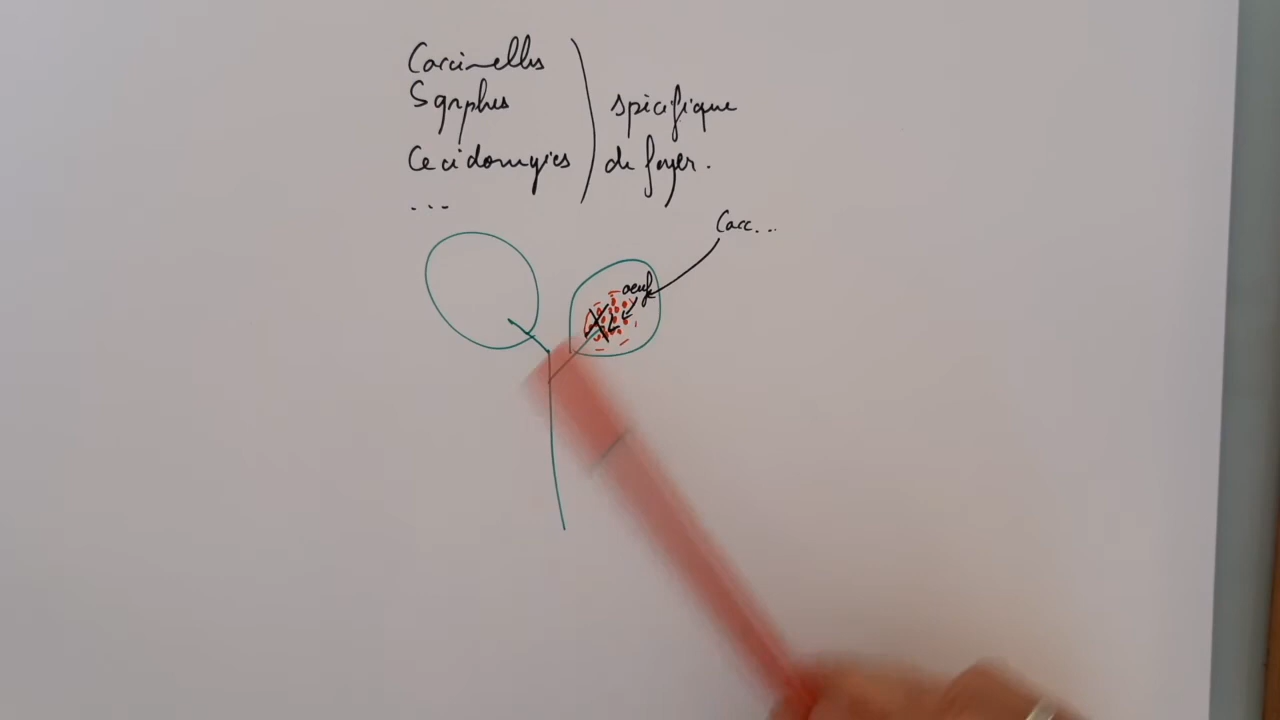 Coccinelles
Syrphes
Cecidomyies
...
spécifique
de foyer.
Cocc...
oeuf